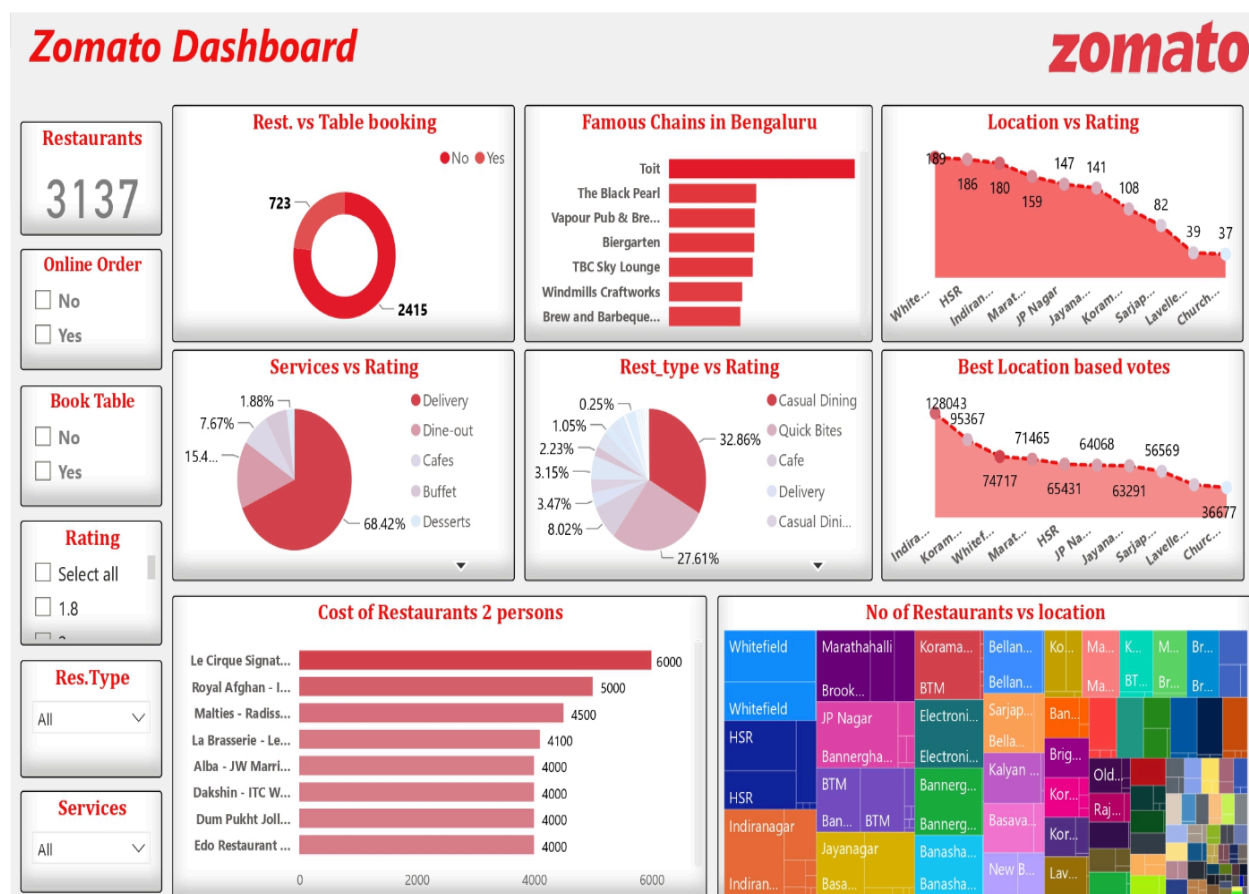 Zomato Dashboard
zomato
Restaurants
3137
Online Order
No
Yes
Book Table
No
Yes
Rating
Select all
1.8
Res.Type
All
Services
All
Rest. vs Table booking
No Yes
723
2415
Famous Chains in Bengaluru
Toit
The Black Pearl
Vapour Pub & Bre...
Biergarten
TBC Sky Lounge
Windmills Craftworks
Brew and Barbeque...
Location vs Rating
189
186
180
159
147
141
108
82
39
37
White...
HSR
Indiran...
Marat...
JP Nagar
Jayana...
Koram...
Sarjap...
Lavelle...
Church...
Services vs Rating
1.88%
7.67%
15.4...
68.42%
Delivery
Dine-out
Cafes
Buffet
Desserts
Rest_type vs Rating
0.25%
1.05%
2.23%
3.15%
3.47%
8.02%
27.61%
32.86%
Casual Dining
Quick Bites
Cafe
Delivery
Casual Dini...
Best Location based votes
128043
95367
74717
71465
65431
64068
63291
56569
36677
Indira...
Koram...
Whitef...
Marat...
HSR
JP Na...
Jayana...
Sarjap...
Lavelle...
Churc...
Cost of Restaurants 2 persons
Le Cirque Signat... 6000
Royal Afghan - I... 5000
Malties - Radiss... 4500
La Brasserie - Le... 4100
Alba - JW Marri... 4000
Dakshin - ITC W... 4000
Dum Pukht Joll... 4000
Edo Restaurant ... 4000
0 2000 4000 6000
No of Restaurants vs location
Whitefield
Whitefield
HSR
HSR
Indiranagar
Indiran...
Marathahalli
Brook...
JP Nagar
Bannergha...
BTM
Ban... BTM
Jayanagar
Basa...
Korama...
BTM
Electroni...
Electroni...
Bannerg...
Bannerg...
Banasha...
Banasha...
Bellan...
Bellan...
Sarjap...
Bella...
Kalyan ...
Basava...
New B...
Ko...
Ban...
Brig...
Kor...
Kor...
Lav...
Ma...
Ma...
K...
BT...
M...
Br...
Br...
Br...
Old...
Raj...